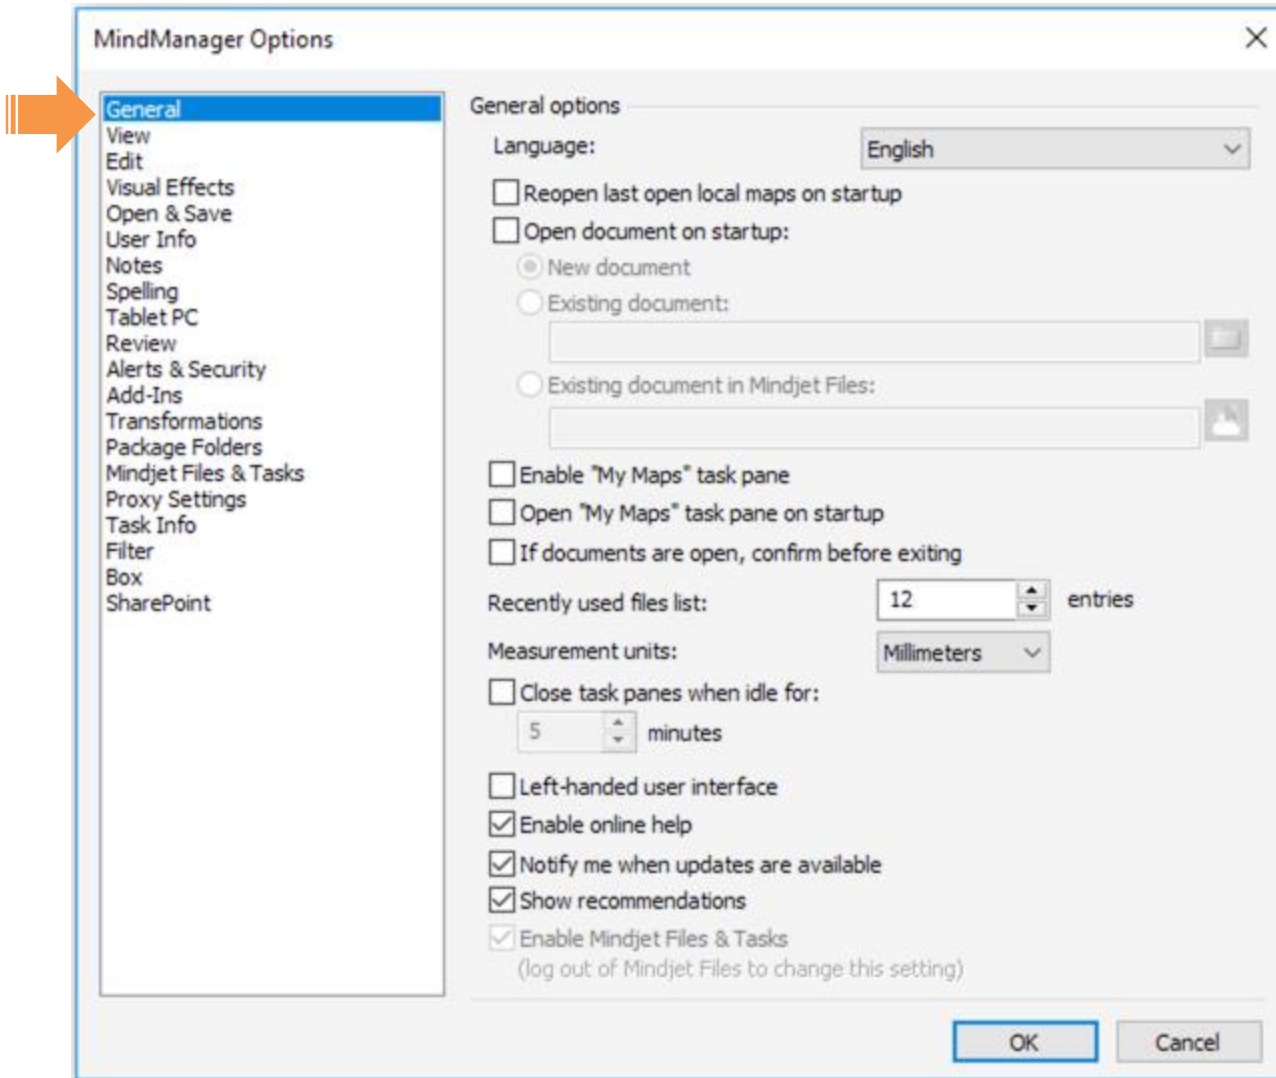 MindManager Options
General
View
Edit
Visual Effects
Open & Save
User Info
Notes
Spelling
Tablet PC
Review
Alerts & Security
Add-Ins
Transformations
Package Folders
Mindjet Files & Tasks
Proxy Settings
Task Info
Filter
Box
SharePoint
General options
Language: English
Reopen last open local maps on startup
Open document on startup:
New document
Existing document:
Existing document in Mindjet Files:
Enable "My Maps" task pane
Open "My Maps" task pane on startup
If documents are open, confirm before exiting
Recently used files list: 12 entries
Measurement units: Millimeters
Close task panes when idle for:
5 minutes
Left-handed user interface
Enable online help
Notify me when updates are available
Show recommendations
Enable Mindjet Files & Tasks
(log out of Mindjet Files to change this setting)
OK Cancel